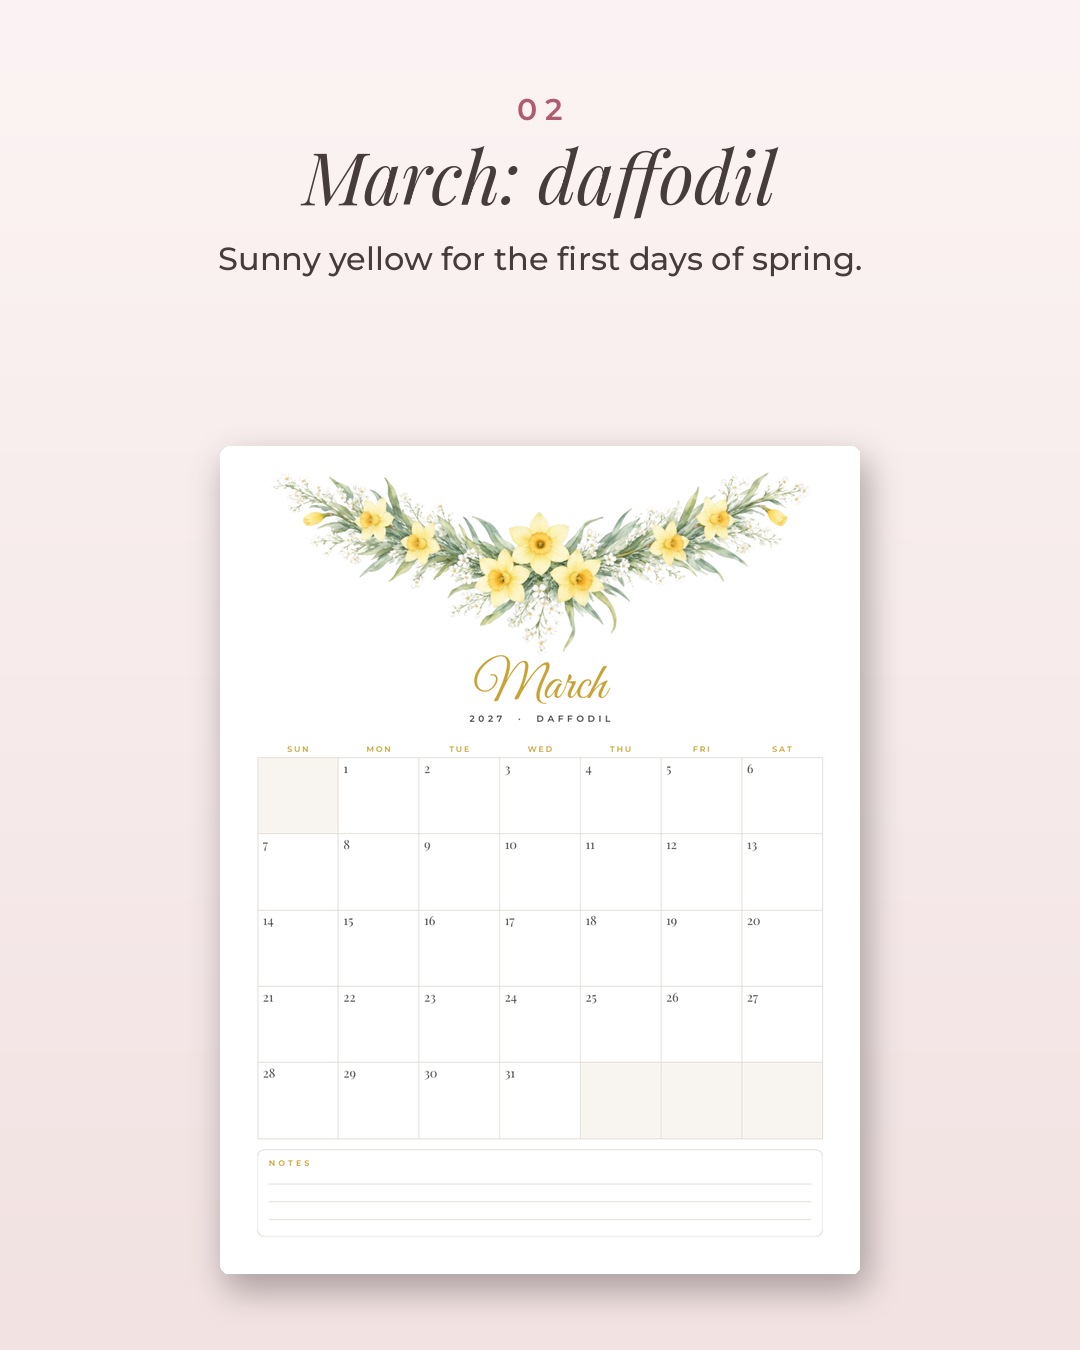 02
March: daffodil
Sunny yellow for the first days of spring.
March
2027 · DAFFODIL
SUN MON TUE WED THU FRI SAT
1 2 3 4 5 6
7 8 9 10 11 12 13
14 15 16 17 18 19 20
21 22 23 24 25 26 27
28 29 30 31
NOTES